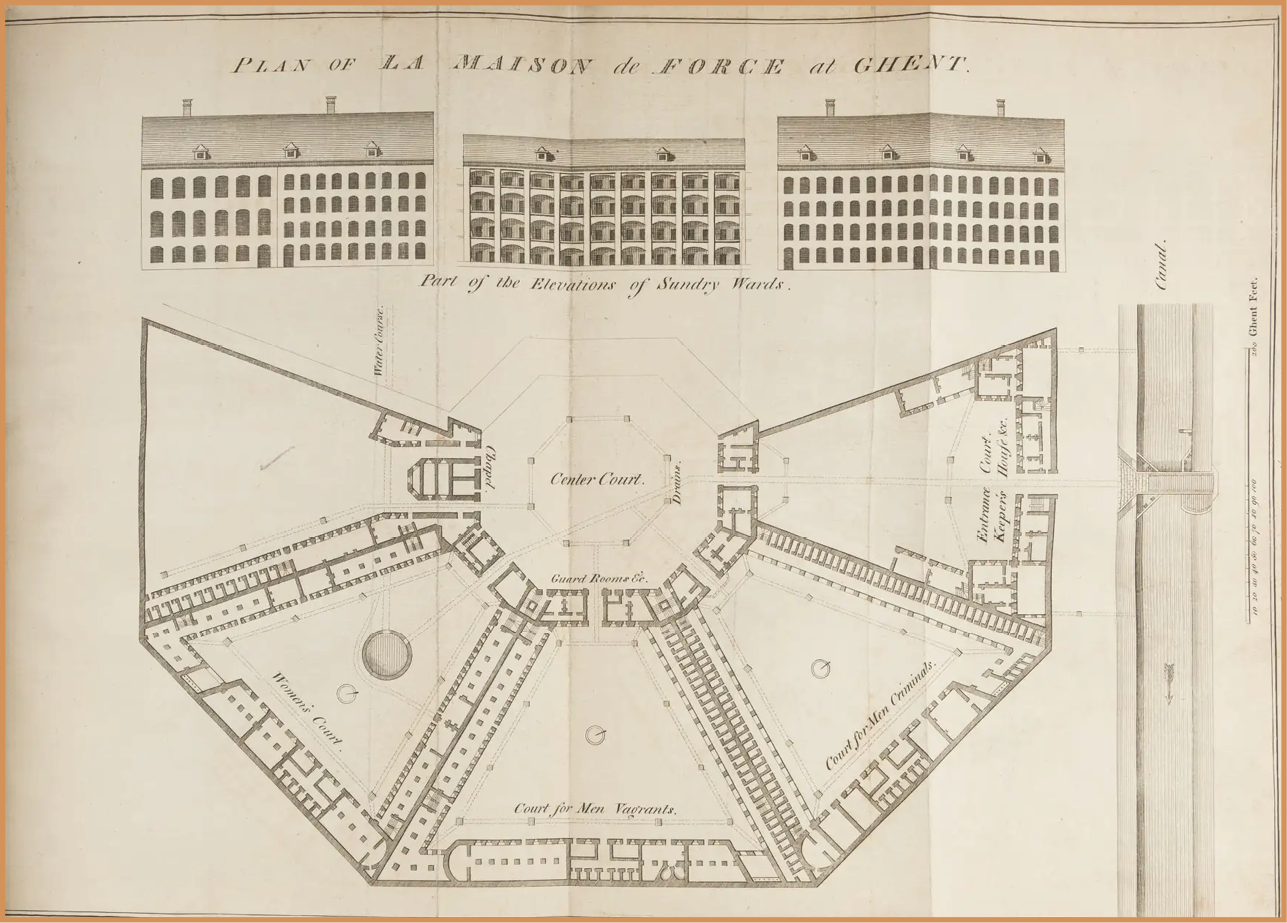 PLAN OF LA MAISON de FORCE at GHENT.
Part of the Elevations of Sundry Wards.
Canal.
Water Course.
Chapel
Center Court.
Drains.
Entrance Court.
Keeper's House &c.
Guard Rooms &c.
Women's Court.
Court for Men Vagrants.
Court for Men Criminals.
10 20 30 40 50 60 70 80 90 100
200 Ghent Feet.